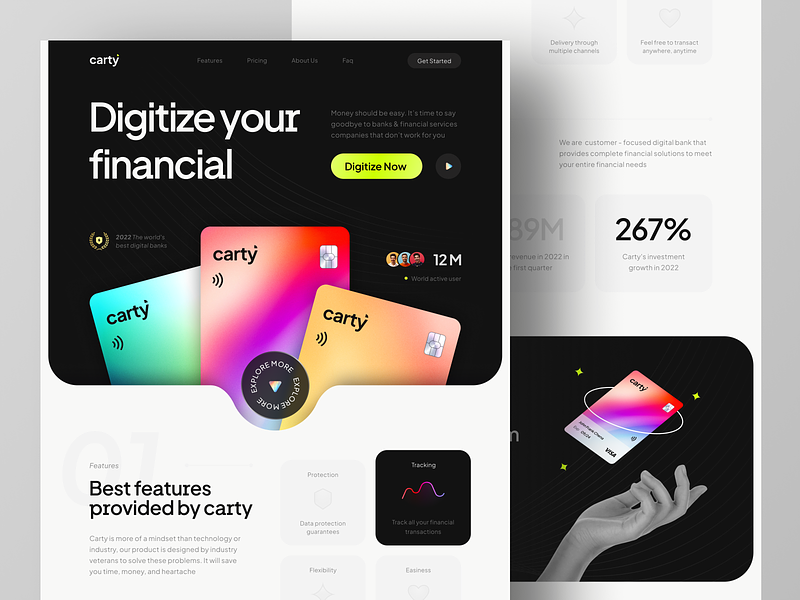 carty
Features
Pricing
About Us
Faq
Get Started
Digitize your
financial
Money should be easy. It's time to say
goodbye to banks & financial services
companies that don't work for you
Digitize Now
2022 The world's
best digital banks
12 M
World active user
carty
carty
carty
EXPLORE MORE EXPLORE MORE
01
Features
Best features
provided by carty
Carty is more of a mindset than technology or
industry, our product is designed by industry
veterans to solve these problems. It will save
you time, money, and heartache
Protection
Data protection
guarantees
Tracking
Track all your financial
transactions
Flexibility
Easiness
Delivery through
multiple channels
Feel free to transact
anywhere, anytime
We are customer - focused digital bank that
provides complete financial solutions to meet
your entire financial needs
89M
revenue in 2022 in
first quarter
267%
Carty's investment
growth in 2022
carty
VISA